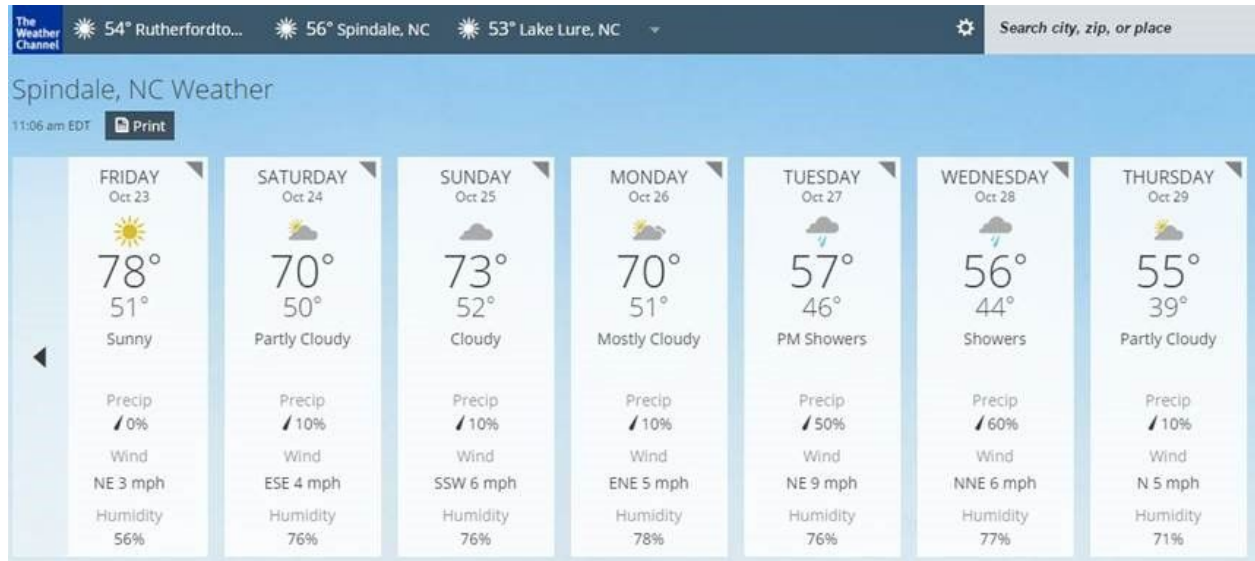 The
Weather
Channel
54° Rutherfordto...
56° Spindale, NC
53° Lake Lure, NC
Search city, zip, or place
Spindale, NC Weather
11:06 am EDT
Print
FRIDAY
Oct 23
78°
51°
Sunny
Precip
0%
Wind
NE 3 mph
Humidity
56%
SATURDAY
Oct 24
70°
50°
Partly Cloudy
Precip
10%
Wind
ESE 4 mph
Humidity
76%
SUNDAY
Oct 25
73°
52°
Cloudy
Precip
10%
Wind
SSW 6 mph
Humidity
76%
MONDAY
Oct 26
70°
51°
Mostly Cloudy
Precip
10%
Wind
ENE 5 mph
Humidity
78%
TUESDAY
Oct 27
57°
46°
PM Showers
Precip
50%
Wind
NE 9 mph
Humidity
76%
WEDNESDAY
Oct 28
56°
44°
Showers
Precip
60%
Wind
NNE 6 mph
Humidity
77%
THURSDAY
Oct 29
55°
39°
Partly Cloudy
Precip
10%
Wind
N 5 mph
Humidity
71%